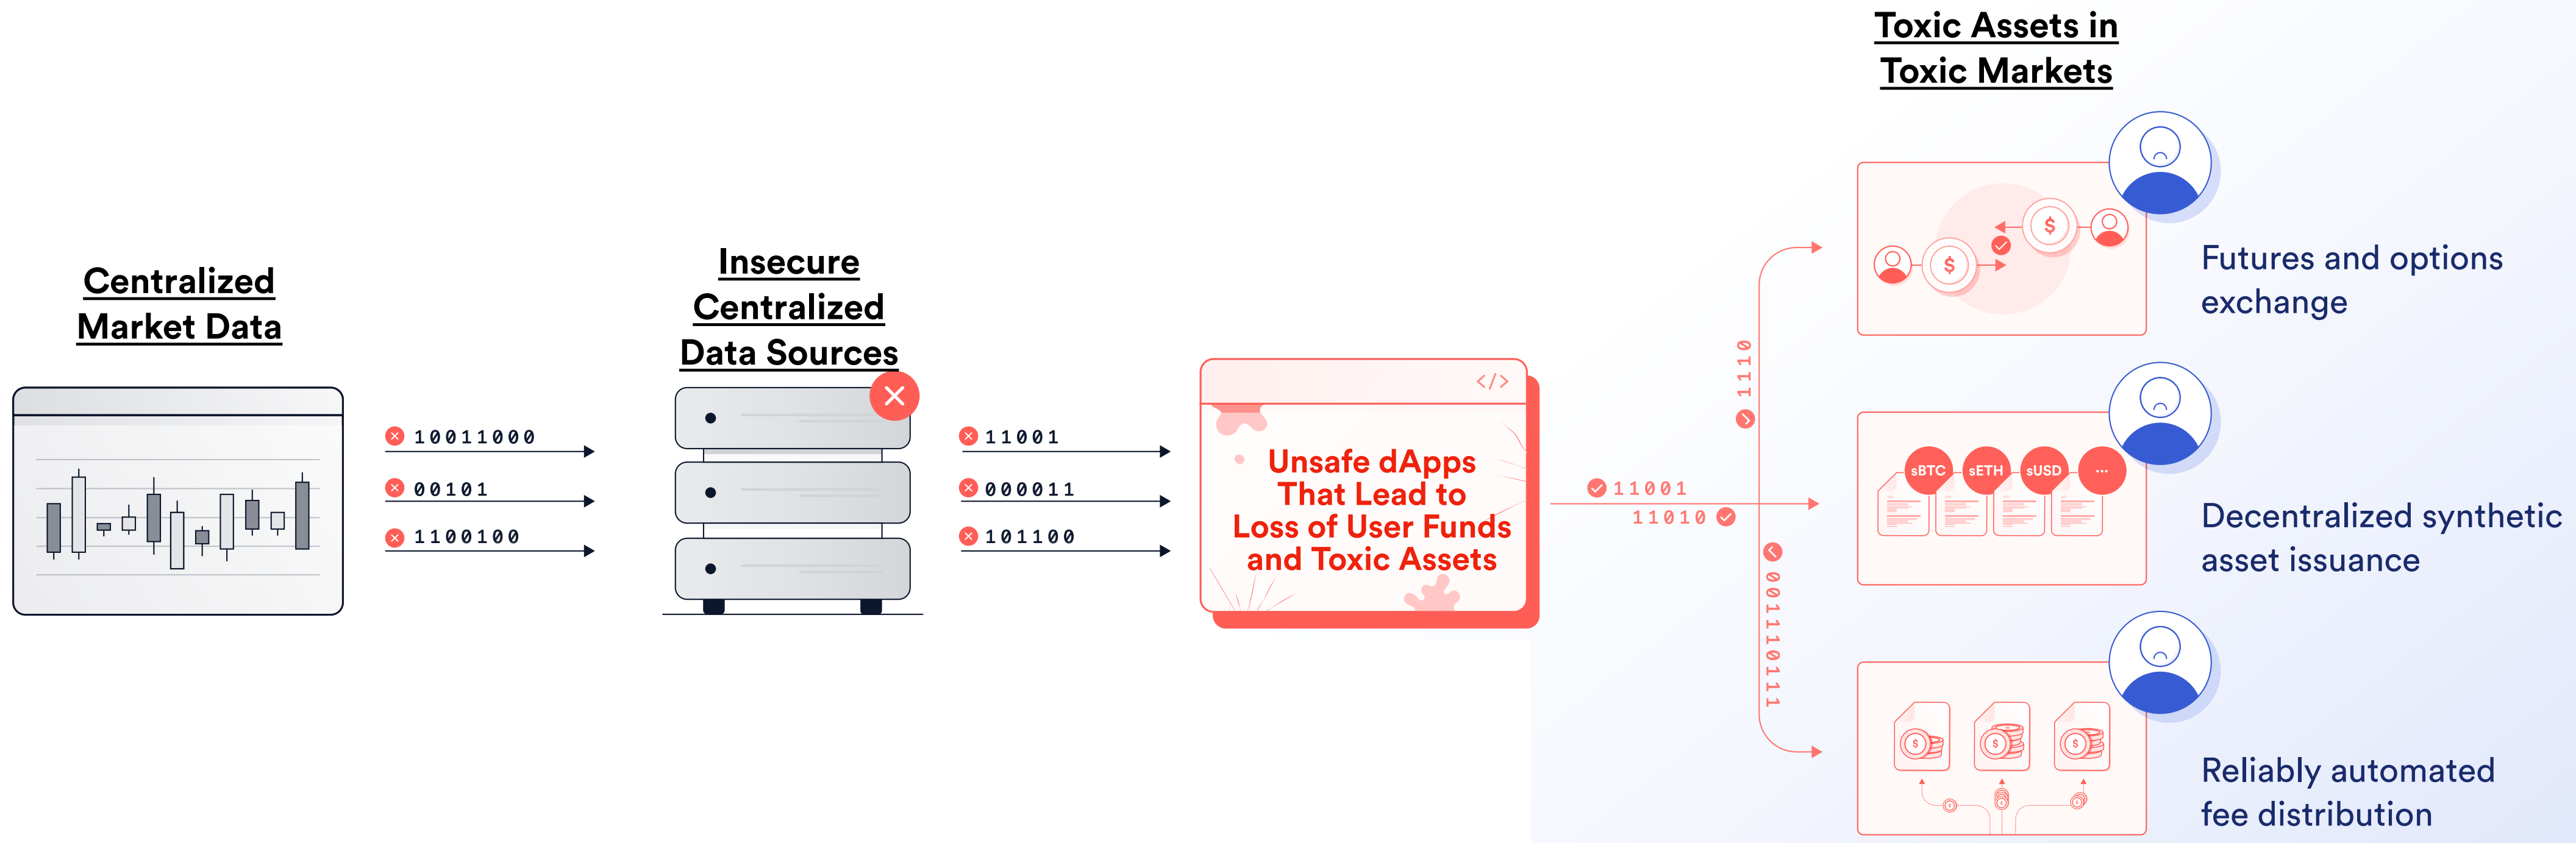 Centralized
Market Data
10011000
00101
1100100
Insecure
Centralized
Data Sources
11001
000011
101100
</>
Unsafe dApps
That Lead to
Loss of User Funds
and Toxic Assets
11001
11010
1110
00111101111
Toxic Assets in
Toxic Markets
$
$
Futures and options
exchange
sBTC
sETH
sUSD
...
Decentralized synthetic
asset issuance
$
$
$
Reliably automated
fee distribution